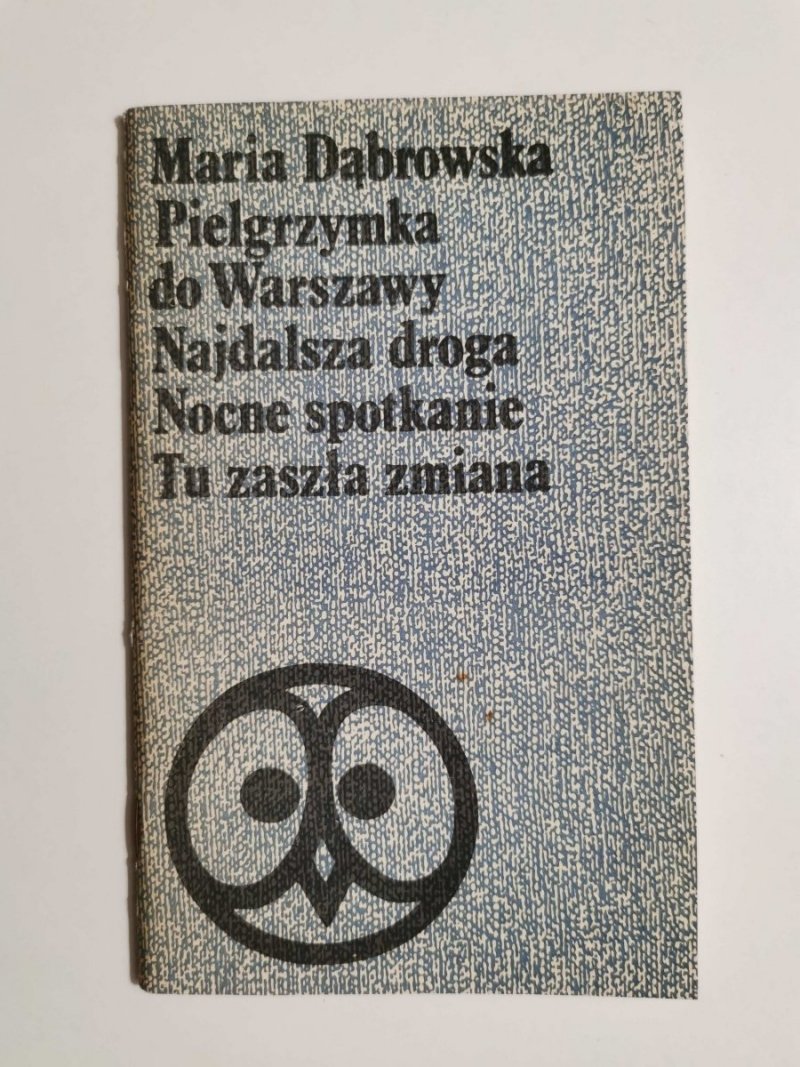 Maria Dąbrowska
Pielgrzymka
do Warszawy
Najdalsza droga
Nocne spotkanie
Tu zaszła zmiana